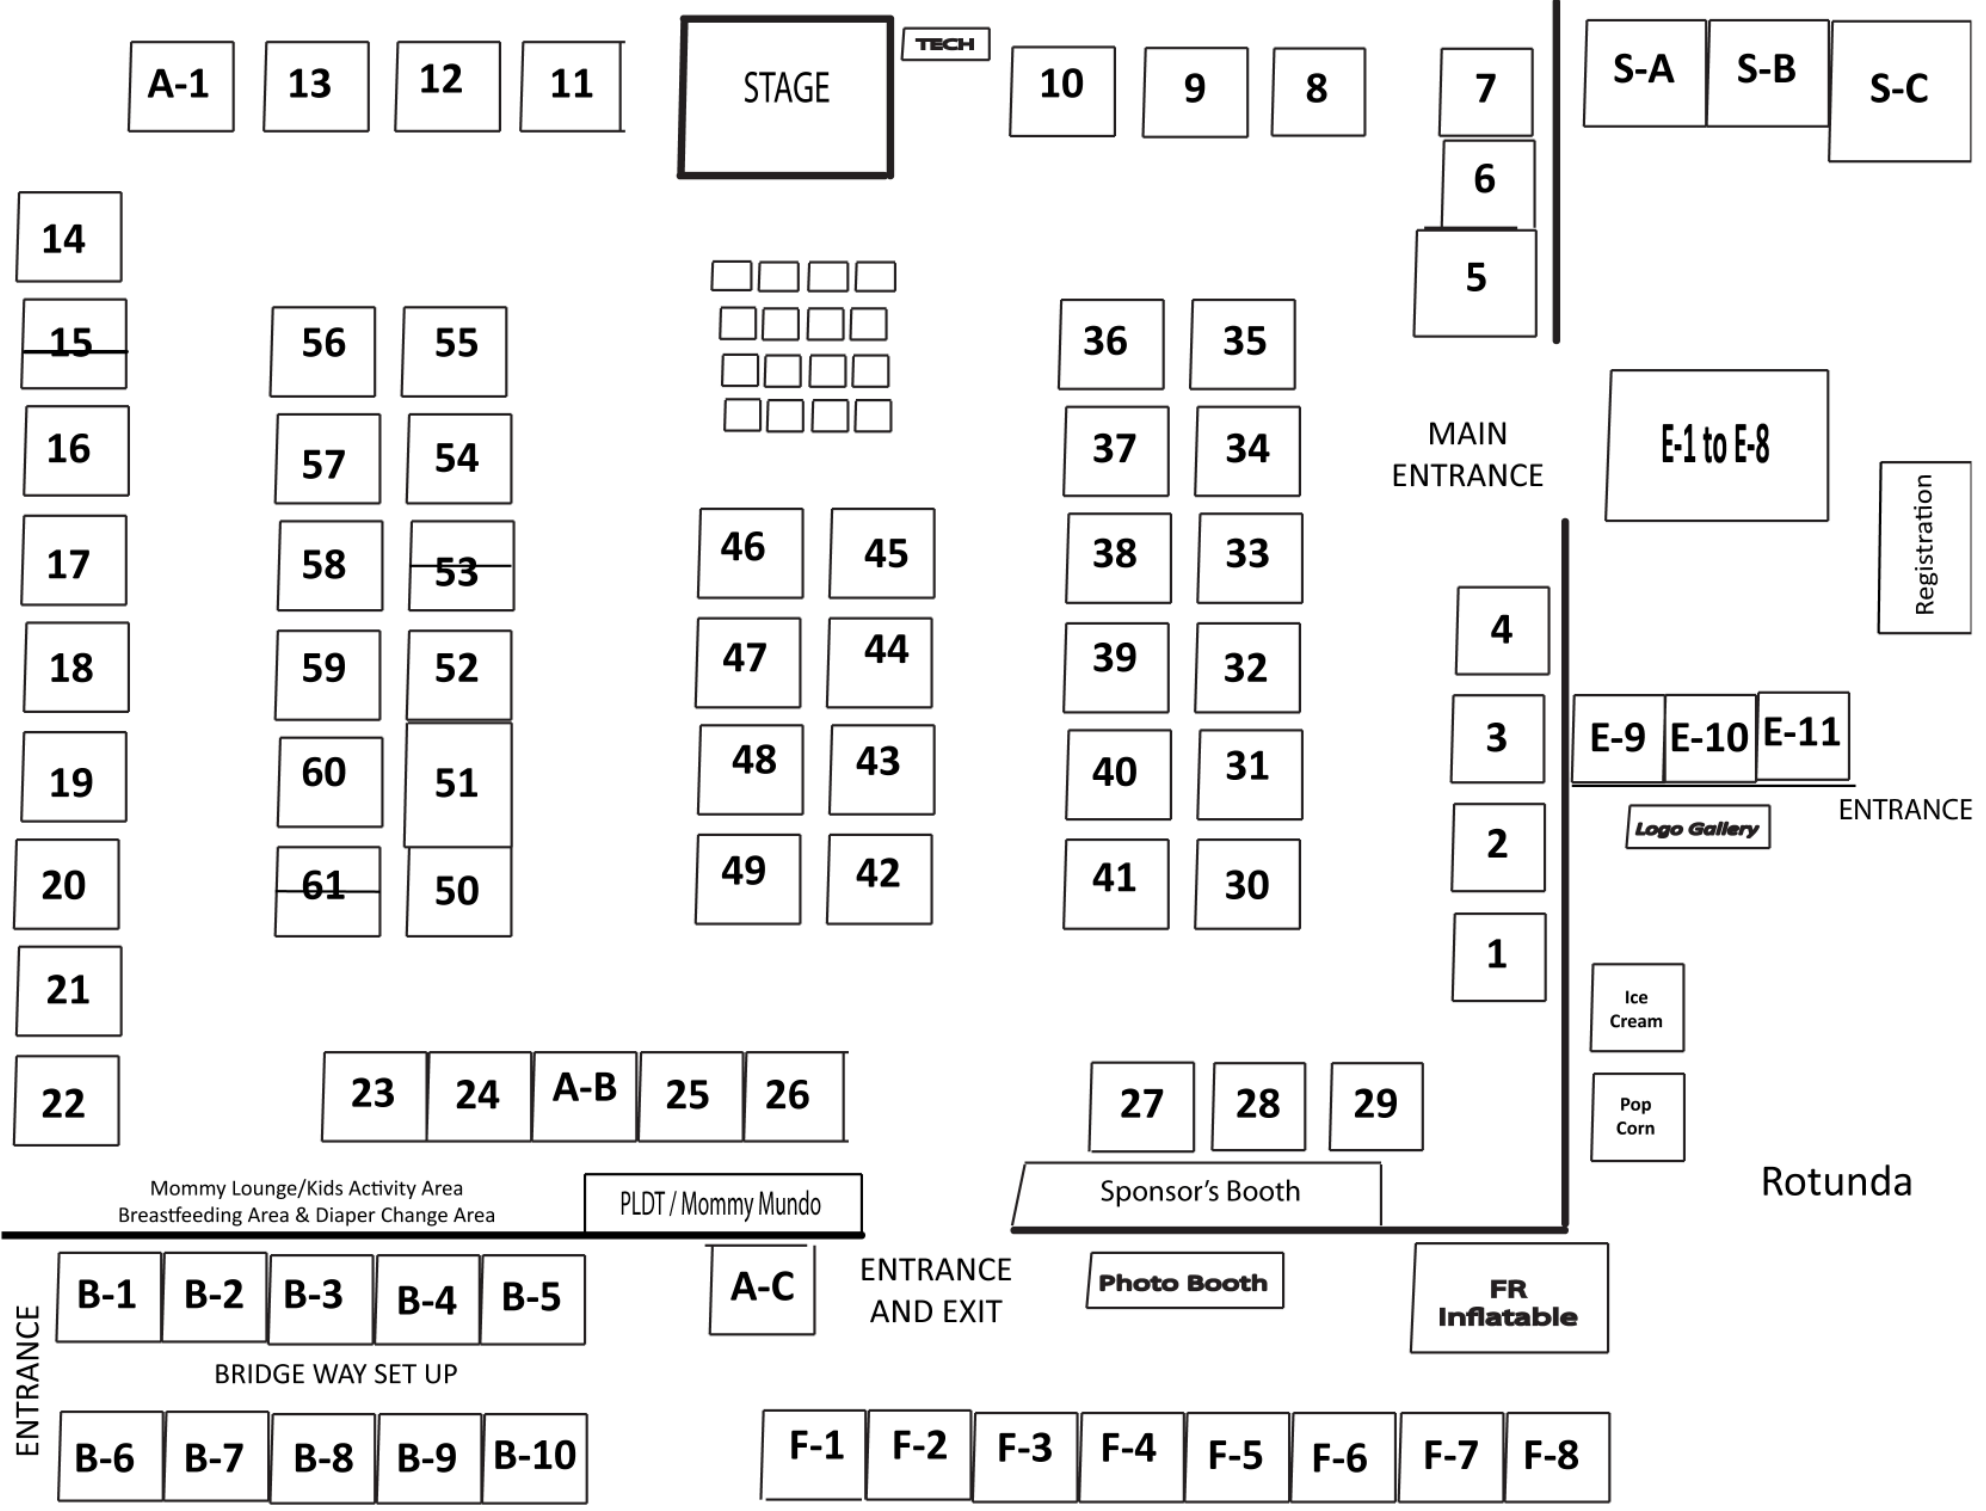 A-1
13
12
11
STAGE
TECH
10
9
8
7
S-A
S-B
S-C
6
5
14
15
16
17
18
19
20
21
22
56
55
57
54
58
53
59
52
60
51
61
50
46
45
47
44
48
43
49
42
36
35
37
34
38
33
39
32
40
31
41
30
MAIN
ENTRANCE
E-1 to E-8
Registration
4
3
2
1
E-9
E-10
E-11
ENTRANCE
Logo Gallery
Ice
Cream
Pop
Corn
Rotunda
23
24
A-B
25
26
27
28
29
Mommy Lounge/Kids Activity Area
Breastfeeding Area & Diaper Change Area
PLDT / Mommy Mundo
Sponsor's Booth
ENTRANCE
B-1
B-2
B-3
B-4
B-5
A-C
ENTRANCE
AND EXIT
Photo Booth
FR
Inflatable
BRIDGE WAY SET UP
B-6
B-7
B-8
B-9
B-10
F-1
F-2
F-3
F-4
F-5
F-6
F-7
F-8